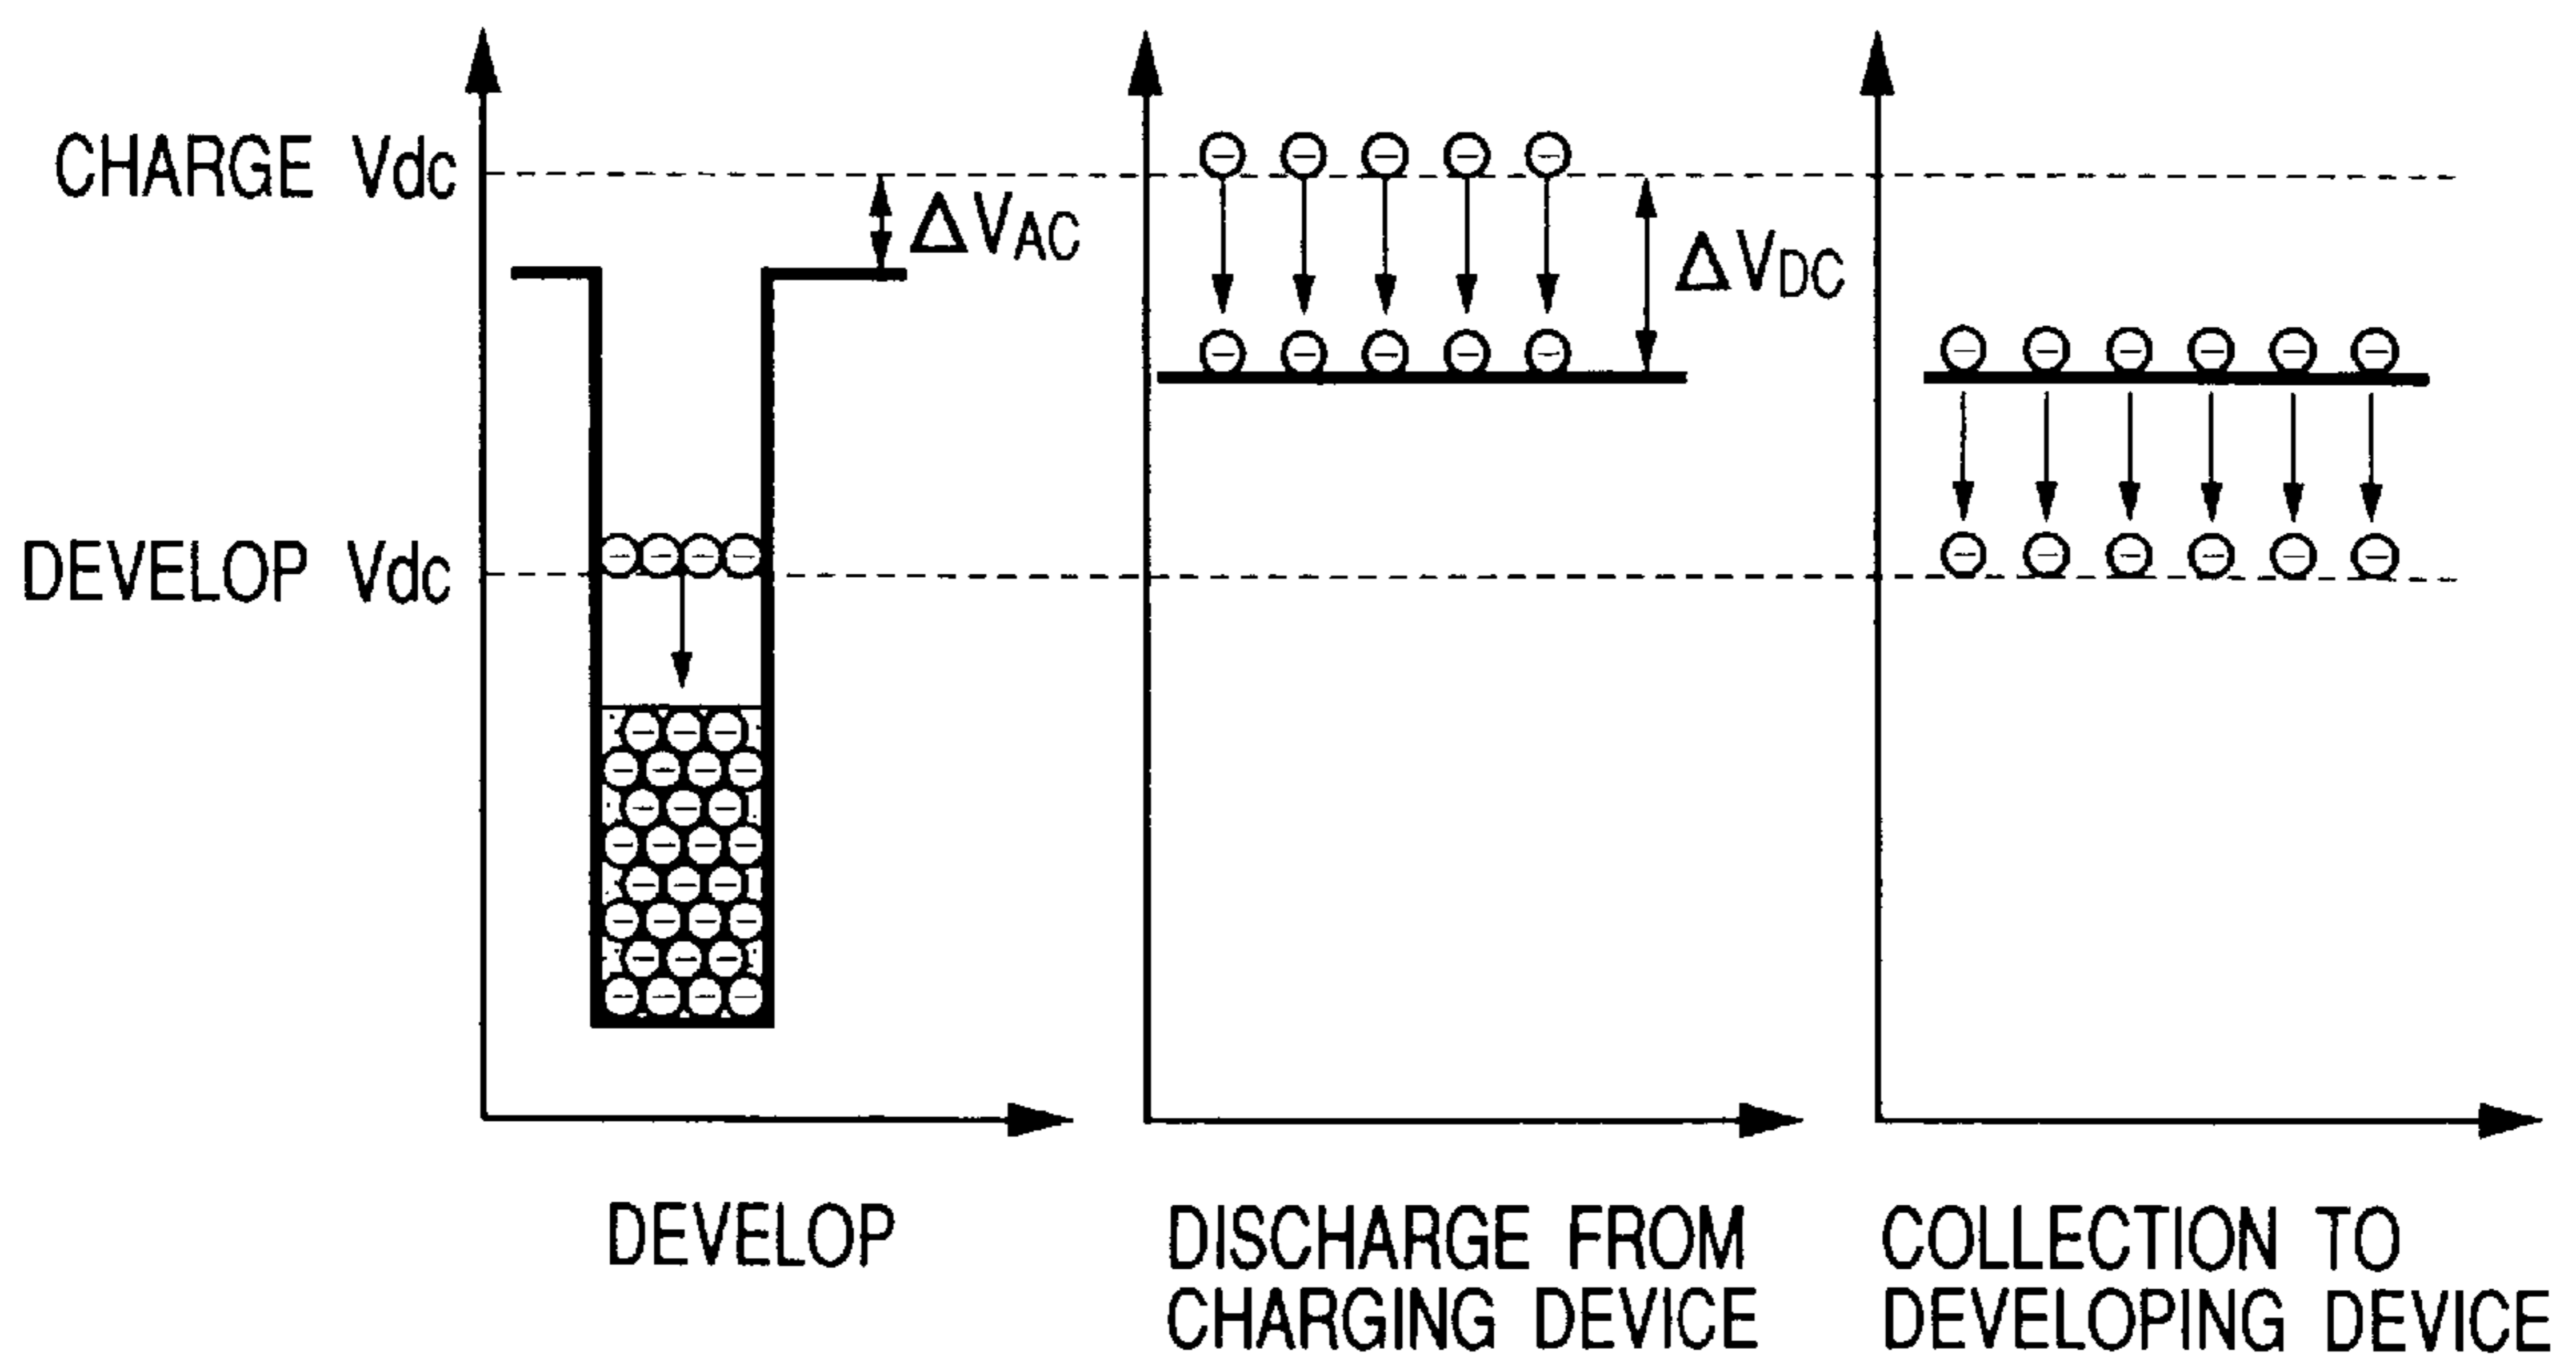 CHARGE Vdc
ΔVAC
ΔVDC
DEVELOP Vdc
DEVELOP
DISCHARGE FROM
CHARGING DEVICE
COLLECTION TO
DEVELOPING DEVICE